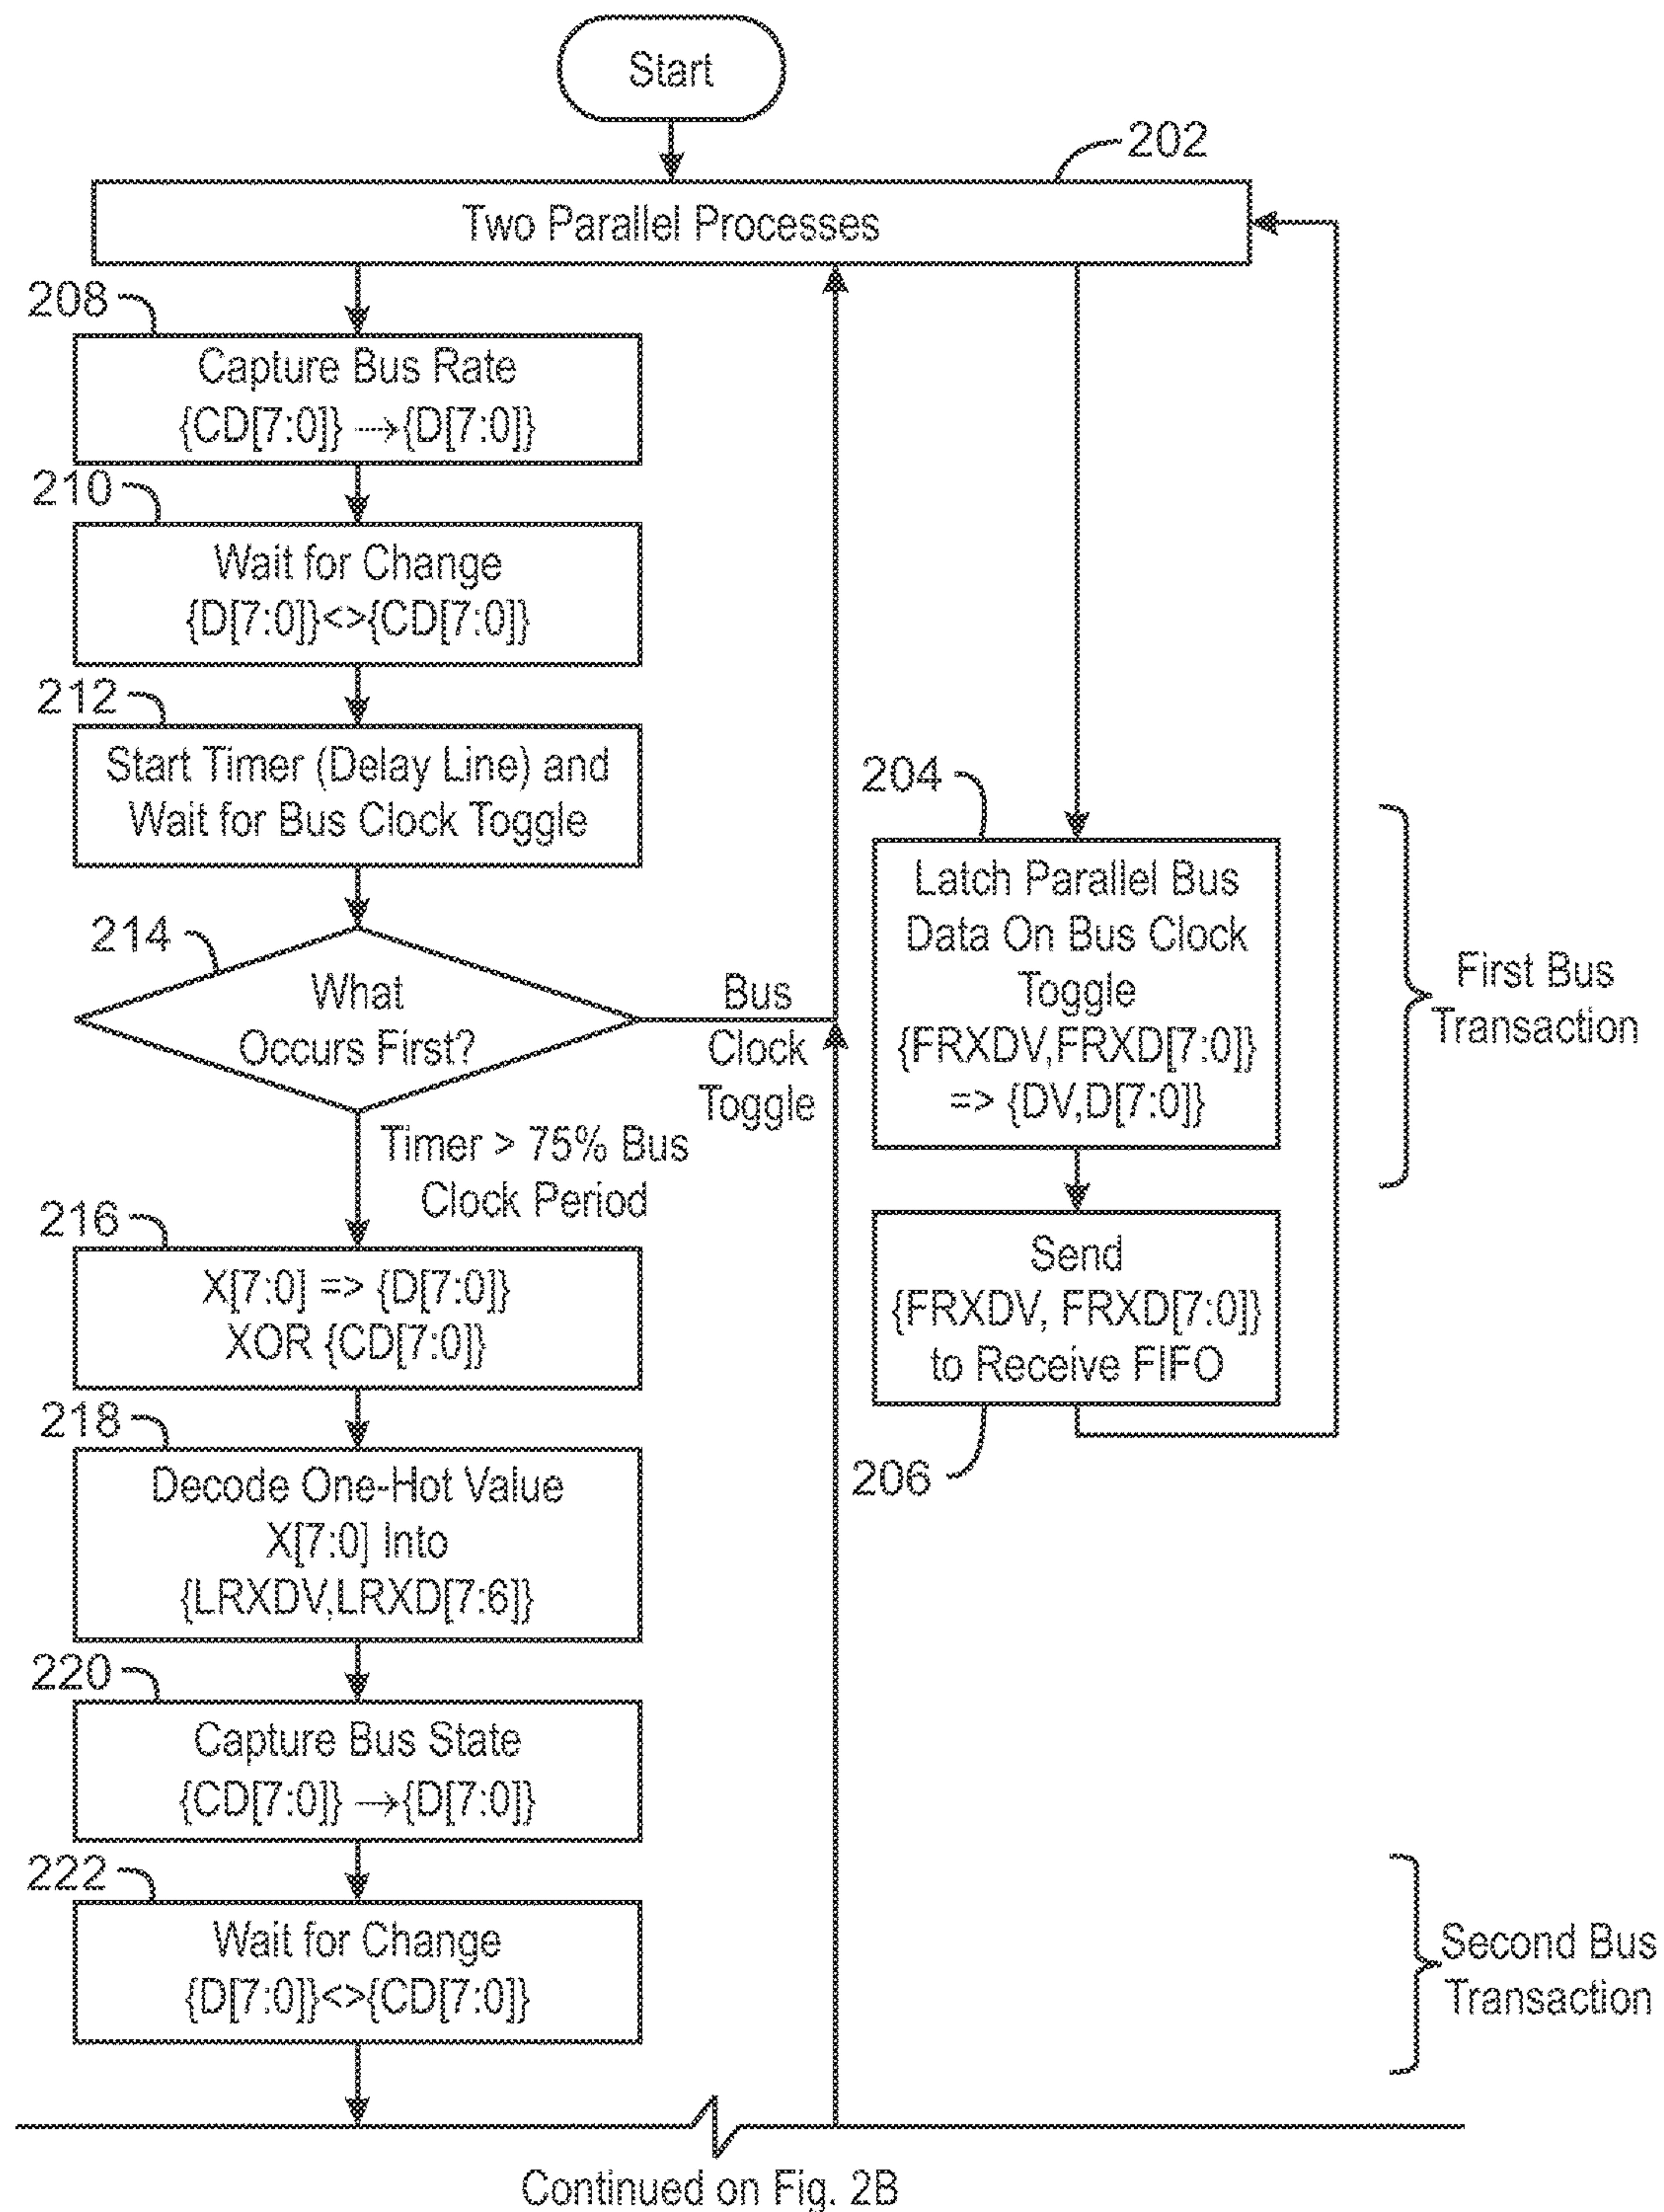 Start
202
Two Parallel Processes
208
Capture Bus Rate
{CD[7:0]} →{D[7:0]}
210
Wait for Change
{D[7:0]}<>{CD[7:0]}
212
Start Timer (Delay Line) and
Wait for Bus Clock Toggle
214
What
Occurs First?
Bus
Clock
Toggle
Timer > 75% Bus
Clock Period
204
Latch Parallel Bus
Data On Bus Clock
Toggle
{FRXDV,FRXD[7:0]}
=> {DV,D[7:0]}
First Bus
Transaction
216
X[7:0] => {D[7:0]}
XOR {CD[7:0]}
Send
{FRXDV, FRXD[7:0]}
to Receive FIFO
206
218
Decode One-Hot Value
X[7:0] Into
{LRXDV,LRXD[7:6]}
220
Capture Bus State
{CD[7:0]} →{D[7:0]}
222
Wait for Change
{D[7:0]}<>{CD[7:0]}
Second Bus
Transaction
Continued on Fig. 2B